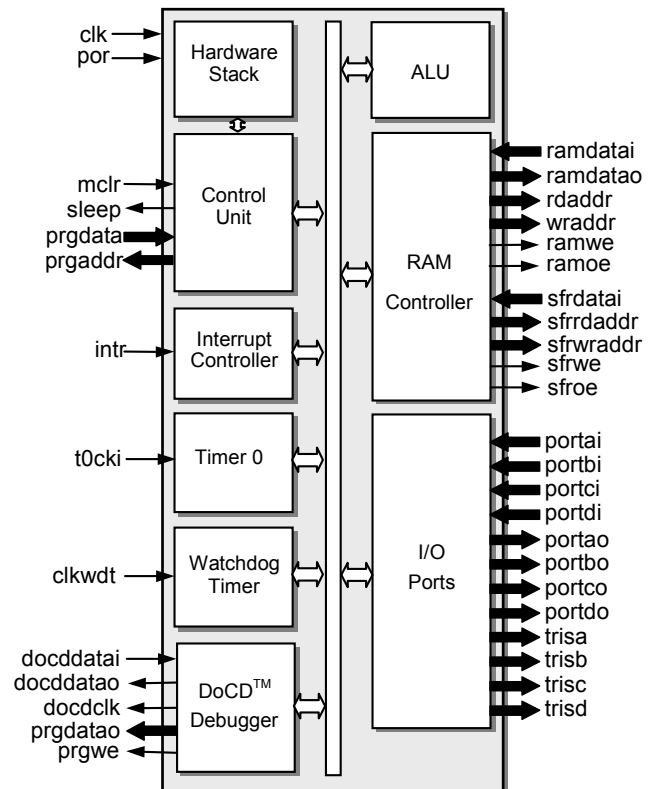 clk
por
Hardware
Stack
ALU
mclr
sleep
prgdata
prgaddr
Control
Unit
ramdatai
ramdatao
rdaddr
wraddr
ramwe
ramoe
sfrdatai
sfrrdaddr
sfrwraddr
sfrwe
sfroe
RAM
Controller
intr
Interrupt
Controller
t0cki
Timer 0
clkwdt
Watchdog
Timer
portai
portbi
portci
portdi
portao
portbo
portco
portdo
trisa
trisb
trisc
trisd
I/O
Ports
docddatai
docddatao
docdclk
prgdatao
prgwe
DoCD™
Debugger